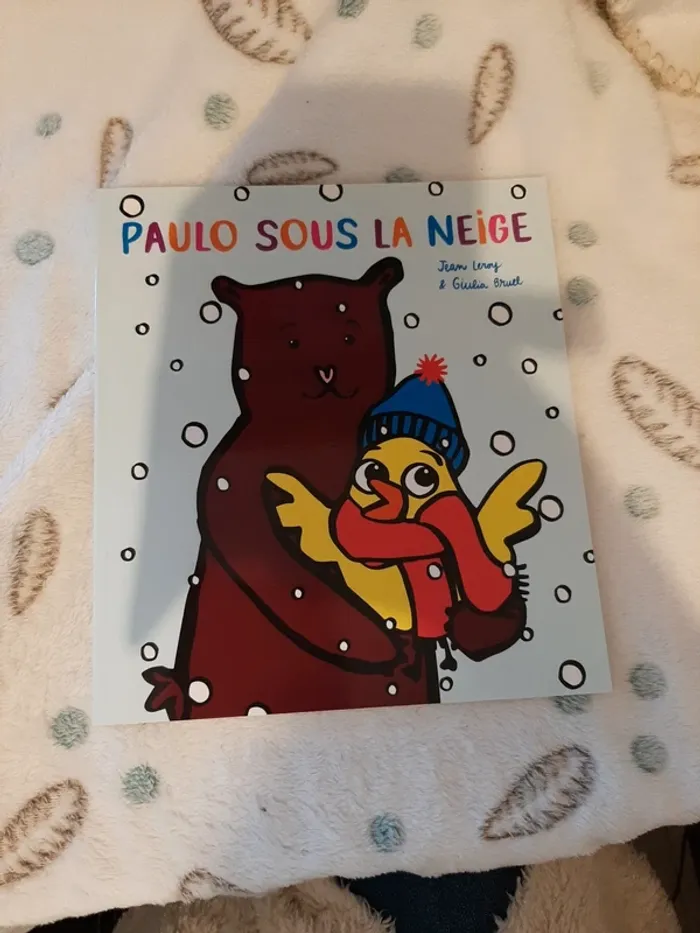 PAULO SOUS LA NEIGE
Jean Leroy
& Giulia Bruel